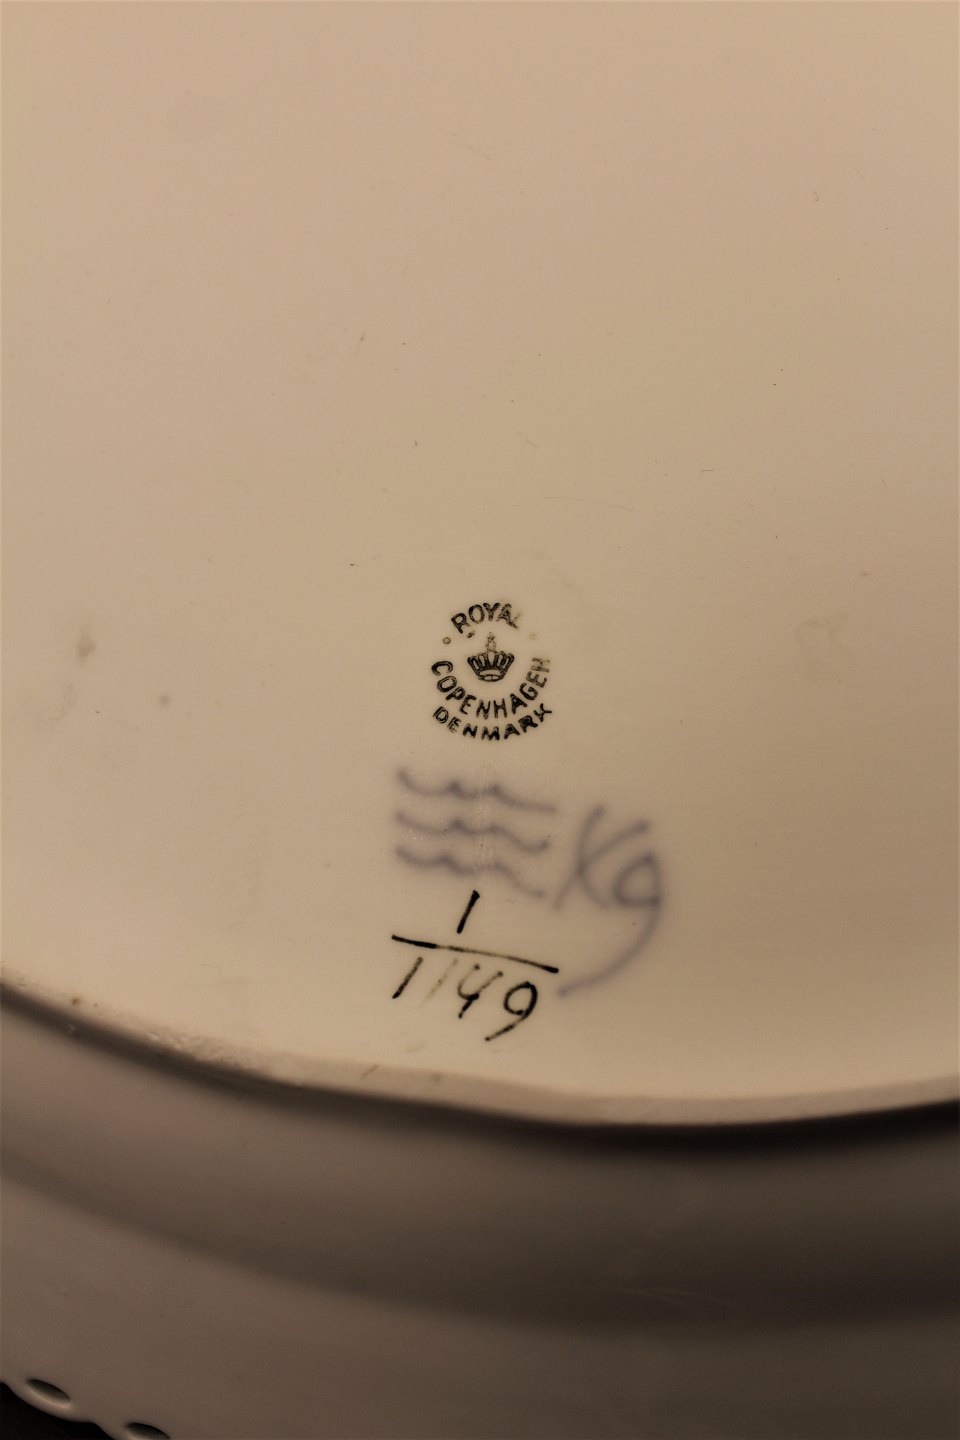 ROYAL
COPENHAGEN
DENMARK
1
1149